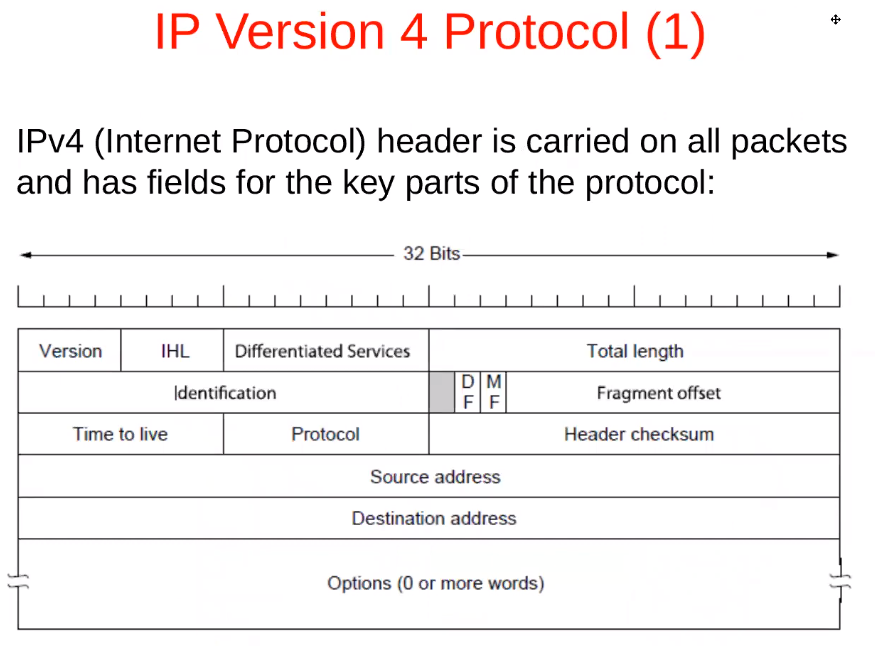 IP Version 4 Protocol (1)
IPv4 (Internet Protocol) header is carried on all packets
and has fields for the key parts of the protocol:
32 Bits
Version IHL Differentiated Services Total length
Identification D F M F Fragment offset
Time to live Protocol Header checksum
Source address
Destination address
Options (0 or more words)